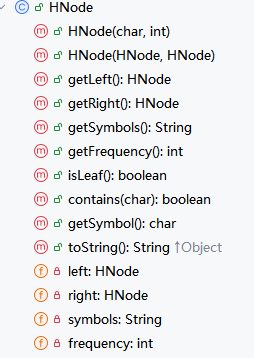 HNode
HNode(char, int)
HNode(HNode, HNode)
getLeft(): HNode
getRight(): HNode
getSymbols(): String
getFrequency(): int
isLeaf(): boolean
contains(char): boolean
getSymbol(): char
toString(): String ↑Object
left: HNode
right: HNode
symbols: String
frequency: int